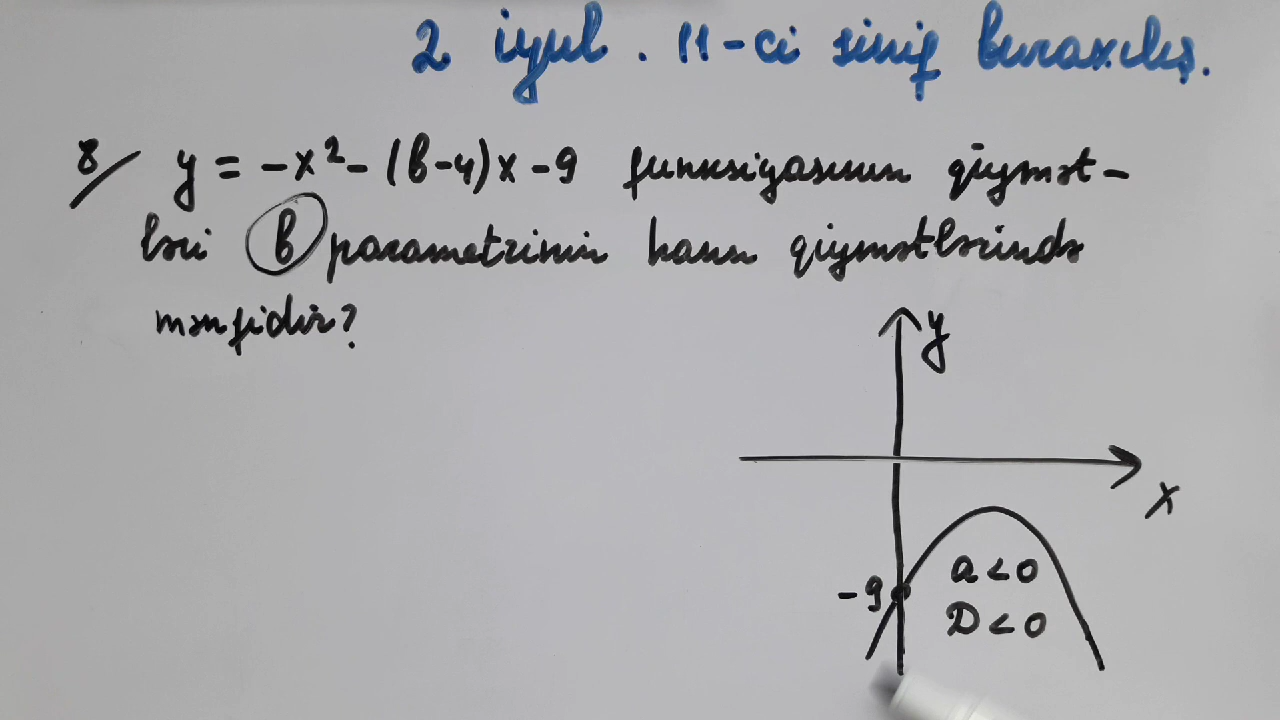 2 iyul. 11-ci sinif buraxılış.
8/ y = -x² - (b-4)x - 9 funksiyasının qiymət-
ləri b parametrinin hansı qiymətlərində
mənfidir?
y
x
-9
a<0
D<0